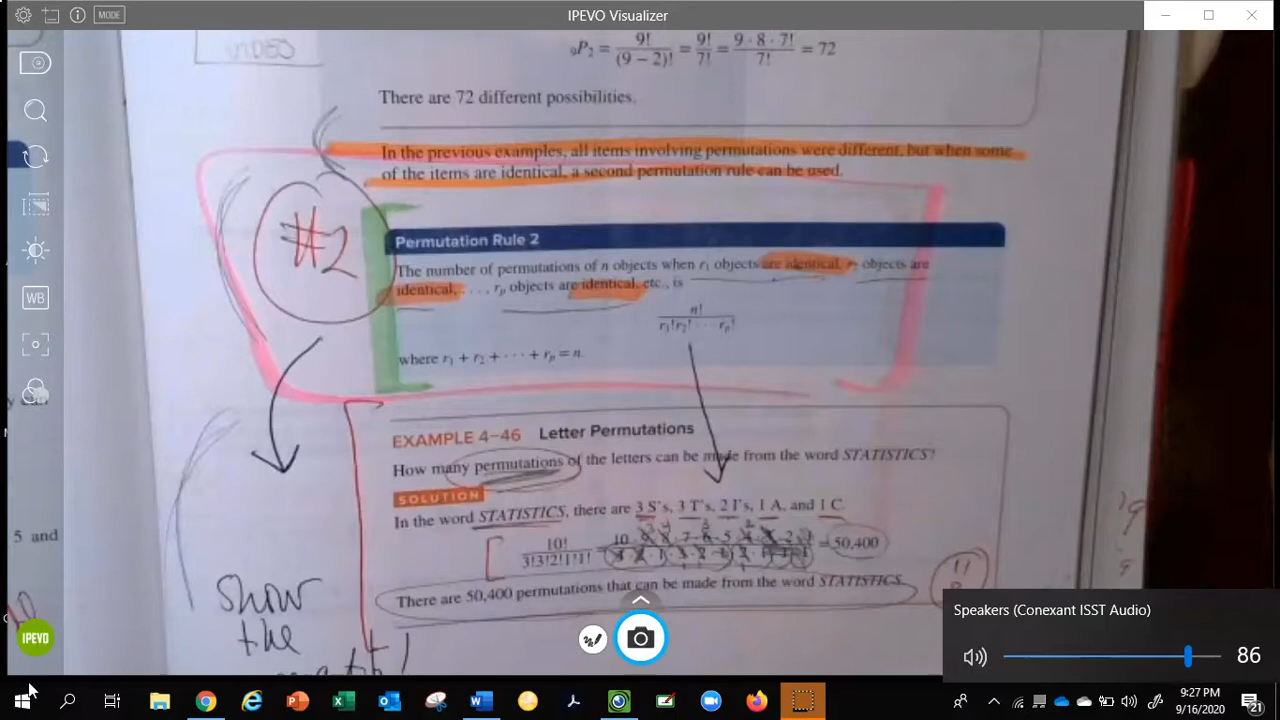 MODE
IPEVO Visualizer
INDEX
₉P₂ = 9!/(9 − 2)! = 9!/7! = 9 · 8 · 7!/7! = 72
There are 72 different possibilities.
In the previous examples, all items involving permutations were different, but when some
of the items are identical, a second permutation rule can be used.
#2
Permutation Rule 2
The number of permutations of n objects when r₁ objects are identical, r₂ objects are
identical, . . . , rₚ objects are identical, etc., is
n!/r₁!r₂! · · · rₚ!
where r₁ + r₂ + · · · + rₚ = n.
WB
EXAMPLE 4–46 Letter Permutations
How many permutations of the letters can be made from the word STATISTICS?
SOLUTION
In the word STATISTICS, there are 3 S's, 3 T's, 2 I's, 1 A, and 1 C.
10!/3!3!2!1!1! = = 50,400
There are 50,400 permutations that can be made from the word STATISTICS.
5 and
Show
the
IPEVO
Speakers (Conexant ISST Audio)
86
9:27 PM
9/16/2020
21